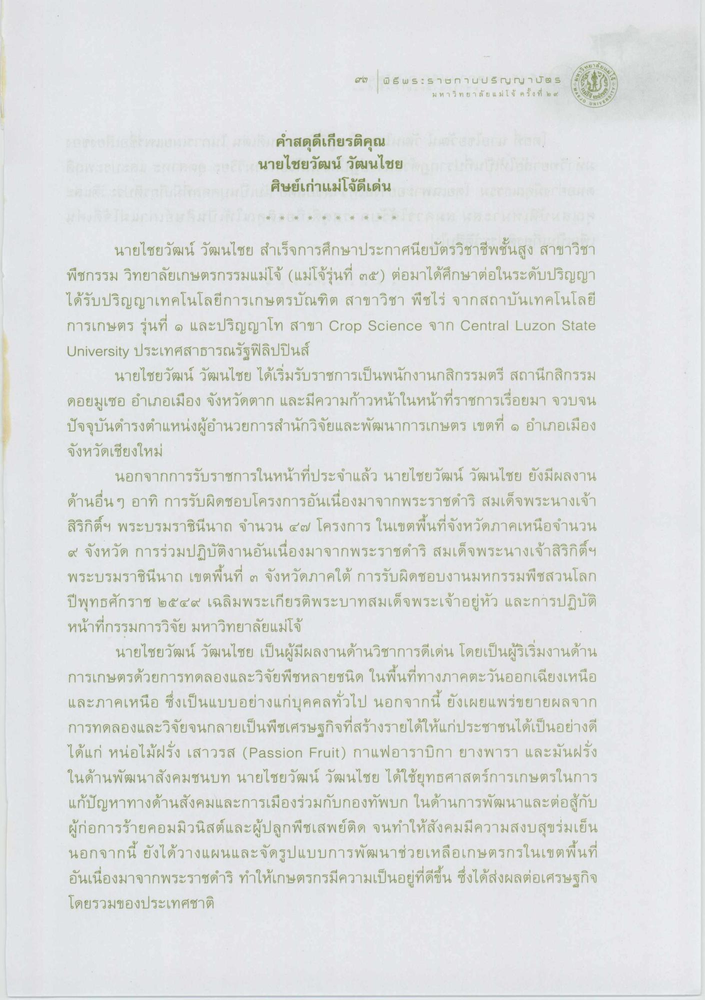 ๙๓ พิธีพระราชทานปริญญาบัตร
มหาวิทยาลัยแม่โจ้ ครั้งที่ ๒๙
มหาวิทยาลัยแม่โจ้
แม่โจ้ ๒๔๗๗
MAEJO UNIVERSITY
คำสดุดีเกียรติคุณ
นายไชยวัฒน์ วัฒนไชย
ศิษย์เก่าแม่โจ้ดีเด่น
* * * * * * * * * * * * *
นายไชยวัฒน์ วัฒนไชย สำเร็จการศึกษาประกาศนียบัตรวิชาชีพชั้นสูง สาขาวิชา
พืชกรรม วิทยาลัยเกษตรกรรมแม่โจ้ (แม่โจ้รุ่นที่ ๓๕) ต่อมาได้ศึกษาต่อในระดับปริญญา
ได้รับปริญญาเทคโนโลยีการเกษตรบัณฑิต สาขาวิชา พืชไร่ จากสถาบันเทคโนโลยี
การเกษตร รุ่นที่ ๑ และปริญญาโท สาขา Crop Science จาก Central Luzon State
University ประเทศสาธารณรัฐฟิลิปปินส์
นายไชยวัฒน์ วัฒนไชย ได้เริ่มรับราชการเป็นพนักงานกสิกรรมตรี สถานีกสิกรรม
ดอยมูเซอ อำเภอเมือง จังหวัดตาก และมีความก้าวหน้าในหน้าที่ราชการเรื่อยมา จวบจน
ปัจจุบันดำรงตำแหน่งผู้อำนวยการสำนักวิจัยและพัฒนาการเกษตร เขตที่ ๑ อำเภอเมือง
จังหวัดเชียงใหม่
นอกจากการรับราชการในหน้าที่ประจำแล้ว นายไชยวัฒน์ วัฒนไชย ยังมีผลงาน
ด้านอื่นๆ อาทิ การรับผิดชอบโครงการอันเนื่องมาจากพระราชดำริ สมเด็จพระนางเจ้า
สิริกิติ์ฯ พระบรมราชินีนาถ จำนวน ๔๗ โครงการ ในเขตพื้นที่จังหวัดภาคเหนือจำนวน
๙ จังหวัด การร่วมปฏิบัติงานอันเนื่องมาจากพระราชดำริ สมเด็จพระนางเจ้าสิริกิติ์ฯ
พระบรมราชินีนาถ เขตพื้นที่ ๓ จังหวัดภาคใต้ การรับผิดชอบงานมหกรรมพืชสวนโลก
ปีพุทธศักราช ๒๕๔๙ เฉลิมพระเกียรติพระบาทสมเด็จพระเจ้าอยู่หัว และการปฏิบัติ
หน้าที่กรรมการวิจัย มหาวิทยาลัยแม่โจ้
นายไชยวัฒน์ วัฒนไชย เป็นผู้มีผลงานด้านวิชาการดีเด่น โดยเป็นผู้ริเริ่มงานด้าน
การเกษตรด้วยการทดลองและวิจัยพืชหลายชนิด ในพื้นที่ทางภาคตะวันออกเฉียงเหนือ
และภาคเหนือ ซึ่งเป็นแบบอย่างแก่บุคคลทั่วไป นอกจากนี้ ยังเผยแพร่ขยายผลจาก
การทดลองและวิจัยจนกลายเป็นพืชเศรษฐกิจที่สร้างรายได้ให้แก่ประชาชนได้เป็นอย่างดี
ได้แก่ หน่อไม้ฝรั่ง เสาวรส (Passion Fruit) กาแฟอาราบิกา ยางพารา และมันฝรั่ง
ในด้านพัฒนาสังคมชนบท นายไชยวัฒน์ วัฒนไชย ได้ใช้ยุทธศาสตร์การเกษตรในการ
แก้ปัญหาทางด้านสังคมและการเมืองร่วมกับกองทัพบก ในด้านการพัฒนาและต่อสู้กับ
ผู้ก่อการร้ายคอมมิวนิสต์และผู้ปลูกพืชเสพย์ติด จนทำให้สังคมมีความสงบสุขร่มเย็น
นอกจากนี้ ยังได้วางแผนและจัดรูปแบบการพัฒนาช่วยเหลือเกษตรกรในเขตพื้นที่
อันเนื่องมาจากพระราชดำริ ทำให้เกษตรกรมีความเป็นอยู่ที่ดีขึ้น ซึ่งได้ส่งผลต่อเศรษฐกิจ
โดยรวมของประเทศชาติ